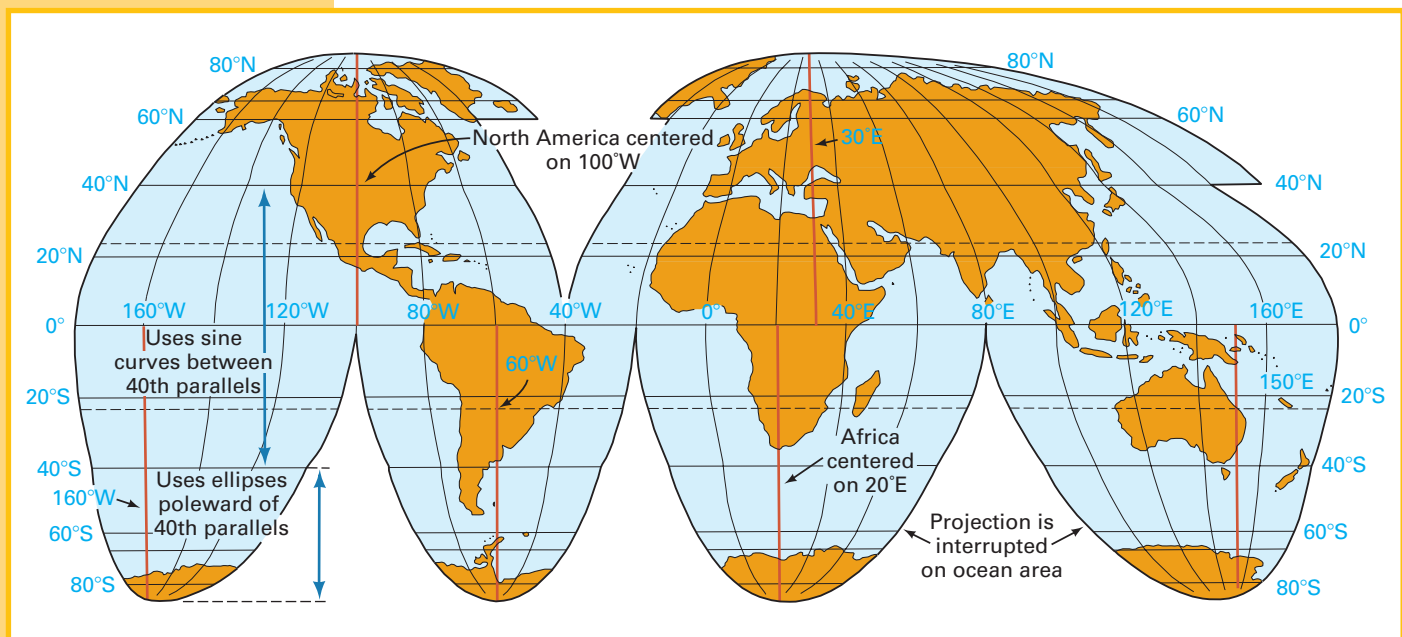 80°N
80°N
60°N
60°N
North America centered
on 100°W
30°E
40°N
40°N
20°N
20°N
160°W
120°W
80°W
40°W
0°
40°E
80°E
120°E
160°E
0°
0°
Uses sine
curves between
40th parallels
60°W
150°E
20°S
20°S
Africa
centered
on 20°E
40°S
40°S
Uses ellipses
poleward of
40th parallels
160°W
Projection is
interrupted
on ocean area
60°S
60°S
80°S
80°S